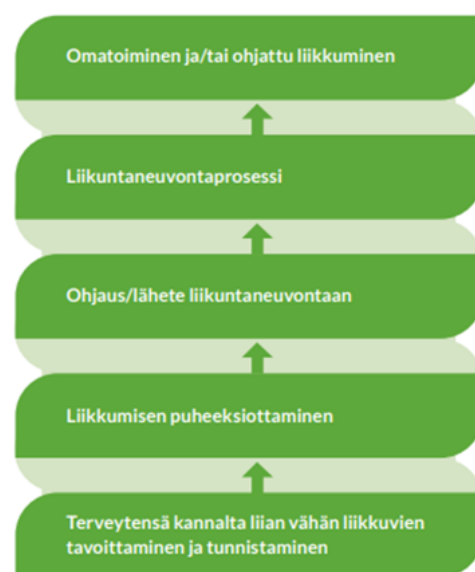 Omatoiminen ja/tai ohjattu liikkuminen
Liikuntaneuvontaprosessi
Ohjaus/lähete liikuntaneuvontaan
Liikkumisen puheeksiottaminen
Terveytensä kannalta liian vähän liikkuvien
tavoittaminen ja tunnistaminen